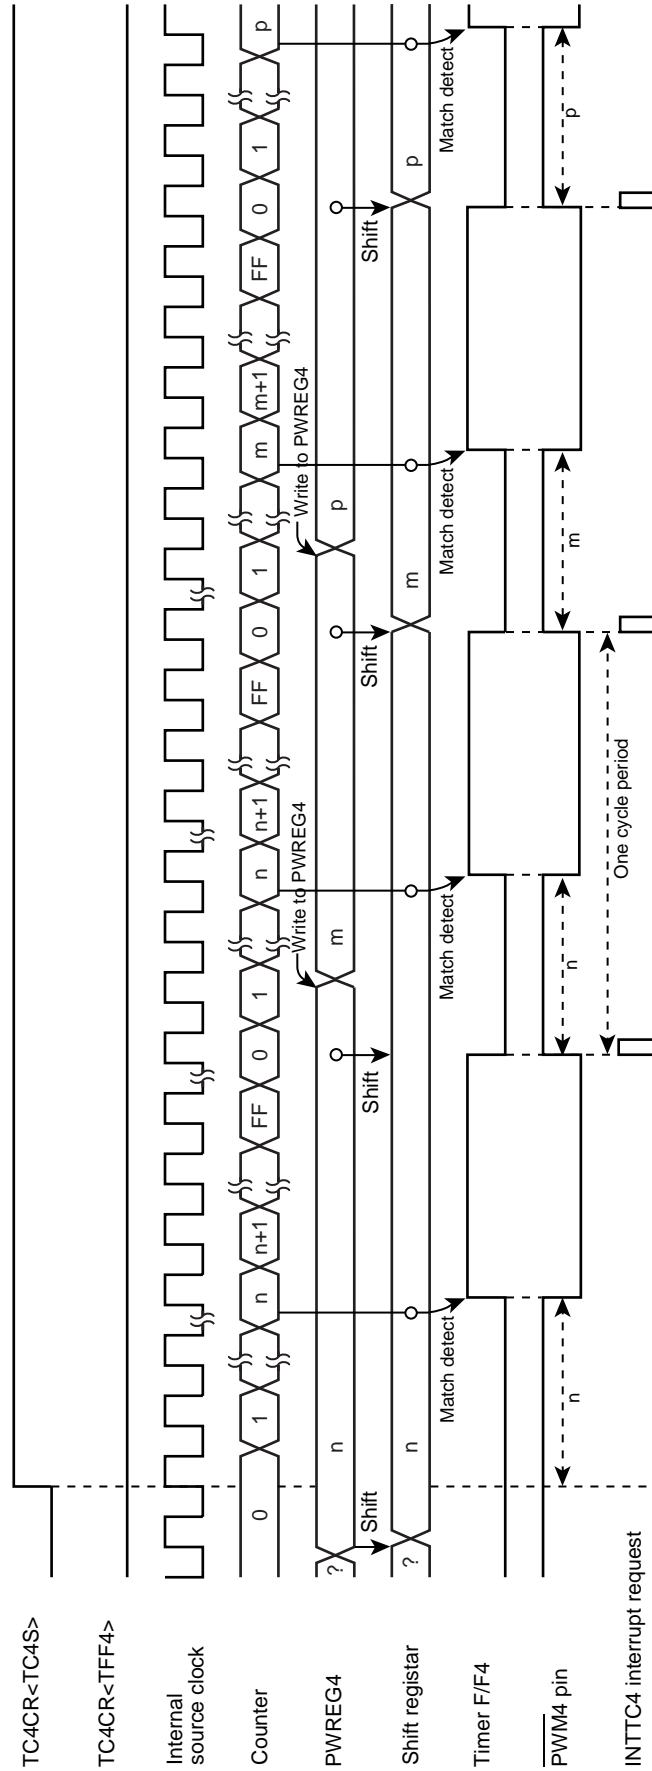 TC4CR<TC4S>
TC4CR<TFF4>
Internal
source clock
Counter 0 1 n n+1 FF 0 1 n n+1 FF 0 1 m m+1 FF 0 1 p
Write to PWREG4 Write to PWREG4
PWREG4 ? n m p
Shift Shift Shift Shift
Shift registar ? n m p
Match detect Match detect Match detect Match detect
Timer F/F4
PWM4 pin n n m p
One cycle period
INTTC4 interrupt request